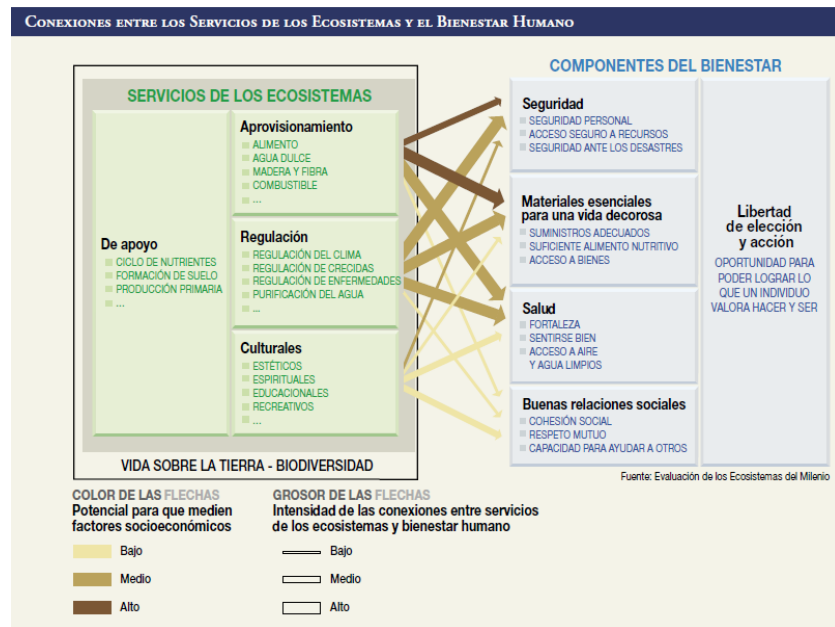 CONEXIONES ENTRE LOS SERVICIOS DE LOS ECOSISTEMAS Y EL BIENESTAR HUMANO
SERVICIOS DE LOS ECOSISTEMAS
De apoyo
CICLO DE NUTRIENTES
FORMACIÓN DE SUELO
PRODUCCIÓN PRIMARIA
...
Aprovisionamiento
ALIMENTO
AGUA DULCE
MADERA Y FIBRA
COMBUSTIBLE
...
Regulación
REGULACIÓN DEL CLIMA
REGULACIÓN DE CRECIDAS
REGULACIÓN DE ENFERMEDADES
PURIFICACIÓN DEL AGUA
...
Culturales
ESTÉTICOS
ESPIRITUALES
EDUCACIONALES
RECREATIVOS
...
VIDA SOBRE LA TIERRA - BIODIVERSIDAD
COMPONENTES DEL BIENESTAR
Seguridad
SEGURIDAD PERSONAL
ACCESO SEGURO A RECURSOS
SEGURIDAD ANTE LOS DESASTRES
Materiales esenciales
para una vida decorosa
SUMINISTROS ADECUADOS
SUFICIENTE ALIMENTO NUTRITIVO
ACCESO A BIENES
Salud
FORTALEZA
SENTIRSE BIEN
ACCESO A AIRE
Y AGUA LIMPIOS
Buenas relaciones sociales
COHESIÓN SOCIAL
RESPETO MUTUO
CAPACIDAD PARA AYUDAR A OTROS
Libertad
de elección
y acción
OPORTUNIDAD PARA
PODER LOGRAR LO
QUE UN INDIVIDUO
VALORA HACER Y SER
Fuente: Evaluación de los Ecosistemas del Milenio
COLOR DE LAS FLECHAS
Potencial para que medien
factores socioeconómicos
Bajo
Medio
Alto
GROSOR DE LAS FLECHAS
Intensidad de las conexiones entre servicios
de los ecosistemas y bienestar humano
Bajo
Medio
Alto